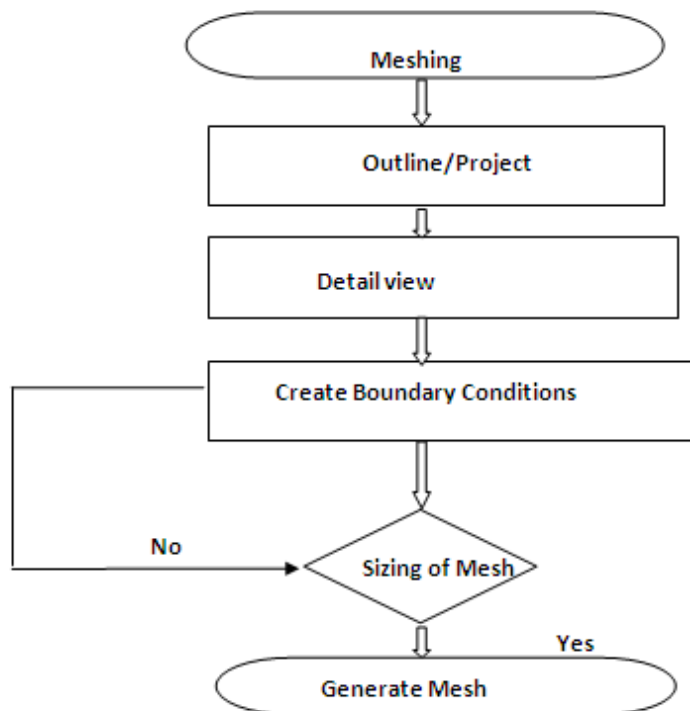 Meshing
Outline/Project
Detail view
Create Boundary Conditions
No
Sizing of Mesh
Yes
Generate Mesh